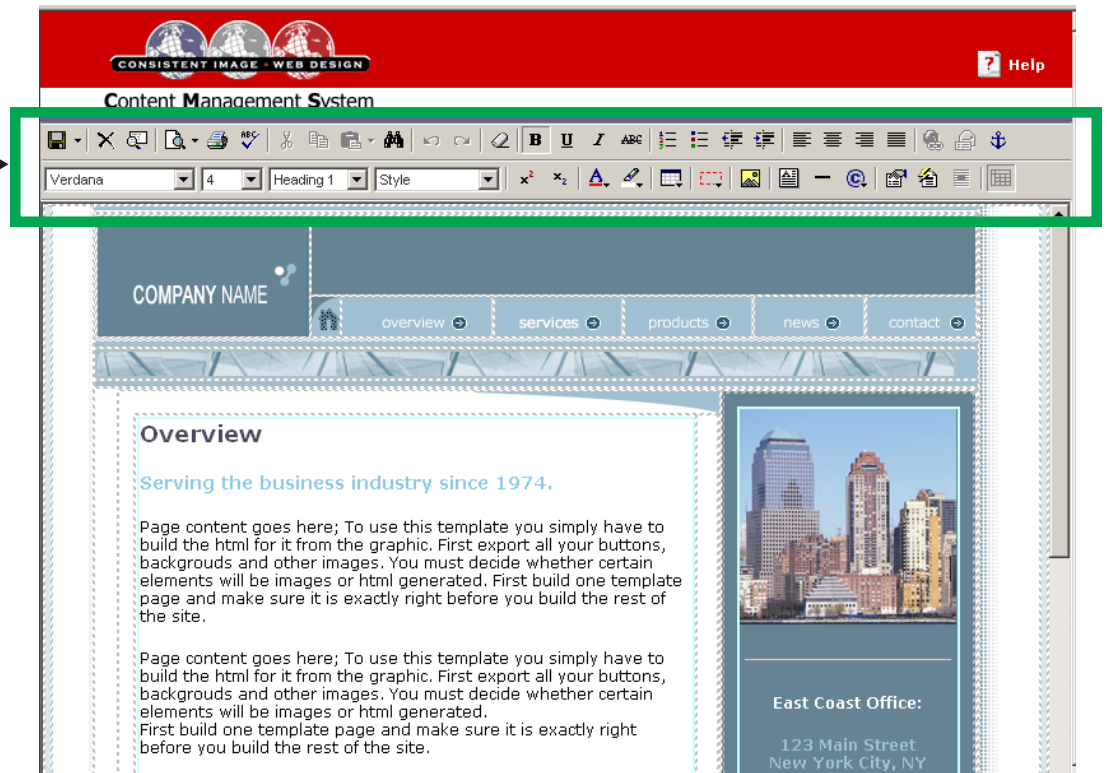 CONSISTENT IMAGE • WEB DESIGN
? Help
Content Management System
ABC
B U I ABC
Verdana 4 Heading 1 Style x² x₂ A
COMPANY NAME
overview services products news contact
Overview
Serving the business industry since 1974.
Page content goes here; To use this template you simply have to
build the html for it from the graphic. First export all your buttons,
backgrouds and other images. You must decide whether certain
elements will be images or html generated. First build one template
page and make sure it is exactly right before you build the rest of
the site.
Page content goes here; To use this template you simply have to
build the html for it from the graphic. First export all your buttons,
backgrouds and other images. You must decide whether certain
elements will be images or html generated.
First build one template page and make sure it is exactly right
before you build the rest of the site.
East Coast Office:
123 Main Street
New York City, NY